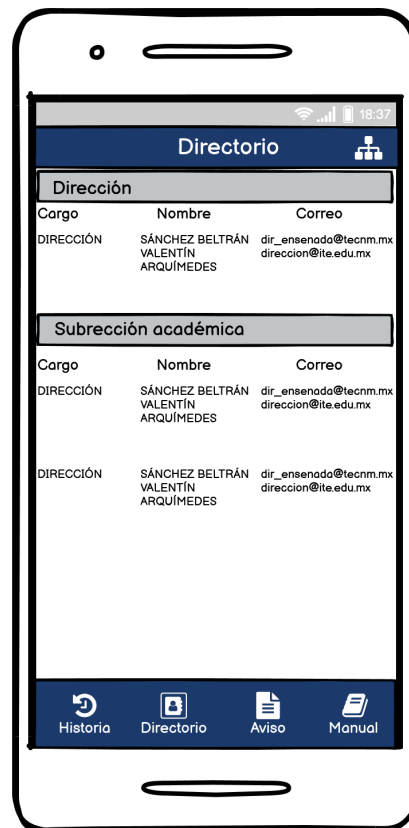 18:37
Directorio
Dirección
Cargo Nombre Correo
DIRECCIÓN SÁNCHEZ BELTRÁN dir_ensenada@tecnm.mx
VALENTÍN direccion@ite.edu.mx
ARQUÍMEDES
Subrección académica
Cargo Nombre Correo
DIRECCIÓN SÁNCHEZ BELTRÁN dir_ensenada@tecnm.mx
VALENTÍN direccion@ite.edu.mx
ARQUÍMEDES
DIRECCIÓN SÁNCHEZ BELTRÁN dir_ensenada@tecnm.mx
VALENTÍN direccion@ite.edu.mx
ARQUÍMEDES
Historia Directorio Aviso Manual